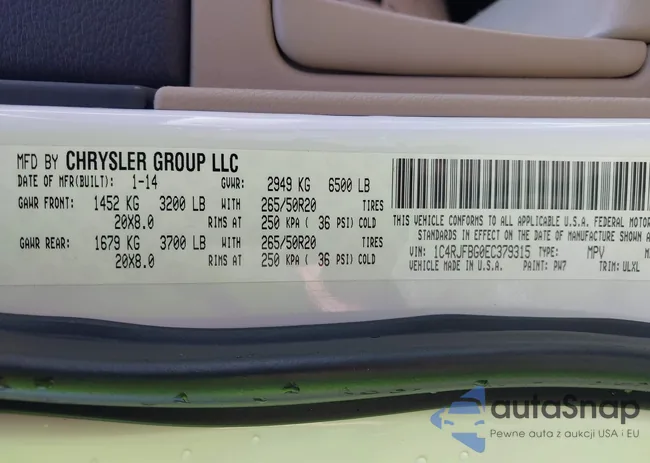 MFD BY CHRYSLER GROUP LLC
DATE OF MFR(BUILT): 1-14 GVWR: 2949 KG 6500 LB
GAWR FRONT: 1452 KG 3200 LB WITH 265/50R20 TIRES
20X8.0 RIMS AT 250 KPA ( 36 PSI) COLD
GAWR REAR: 1679 KG 3700 LB WITH 265/50R20 TIRES
20X8.0 RIMS AT 250 KPA ( 36 PSI) COLD
THIS VEHICLE CONFORMS TO ALL APPLICABLE U.S.A. FEDERAL MOTOR
STANDARDS IN EFFECT ON THE DATE OF MANUFACTURE SHOWN A
VIN: 1C4RJFBG0EC379315 TYPE: MPV
VEHICLE MADE IN U.S.A. PAINT: PW7 TRIM: ULXL
autaSnap
Pewne auta z aukcji USA i EU